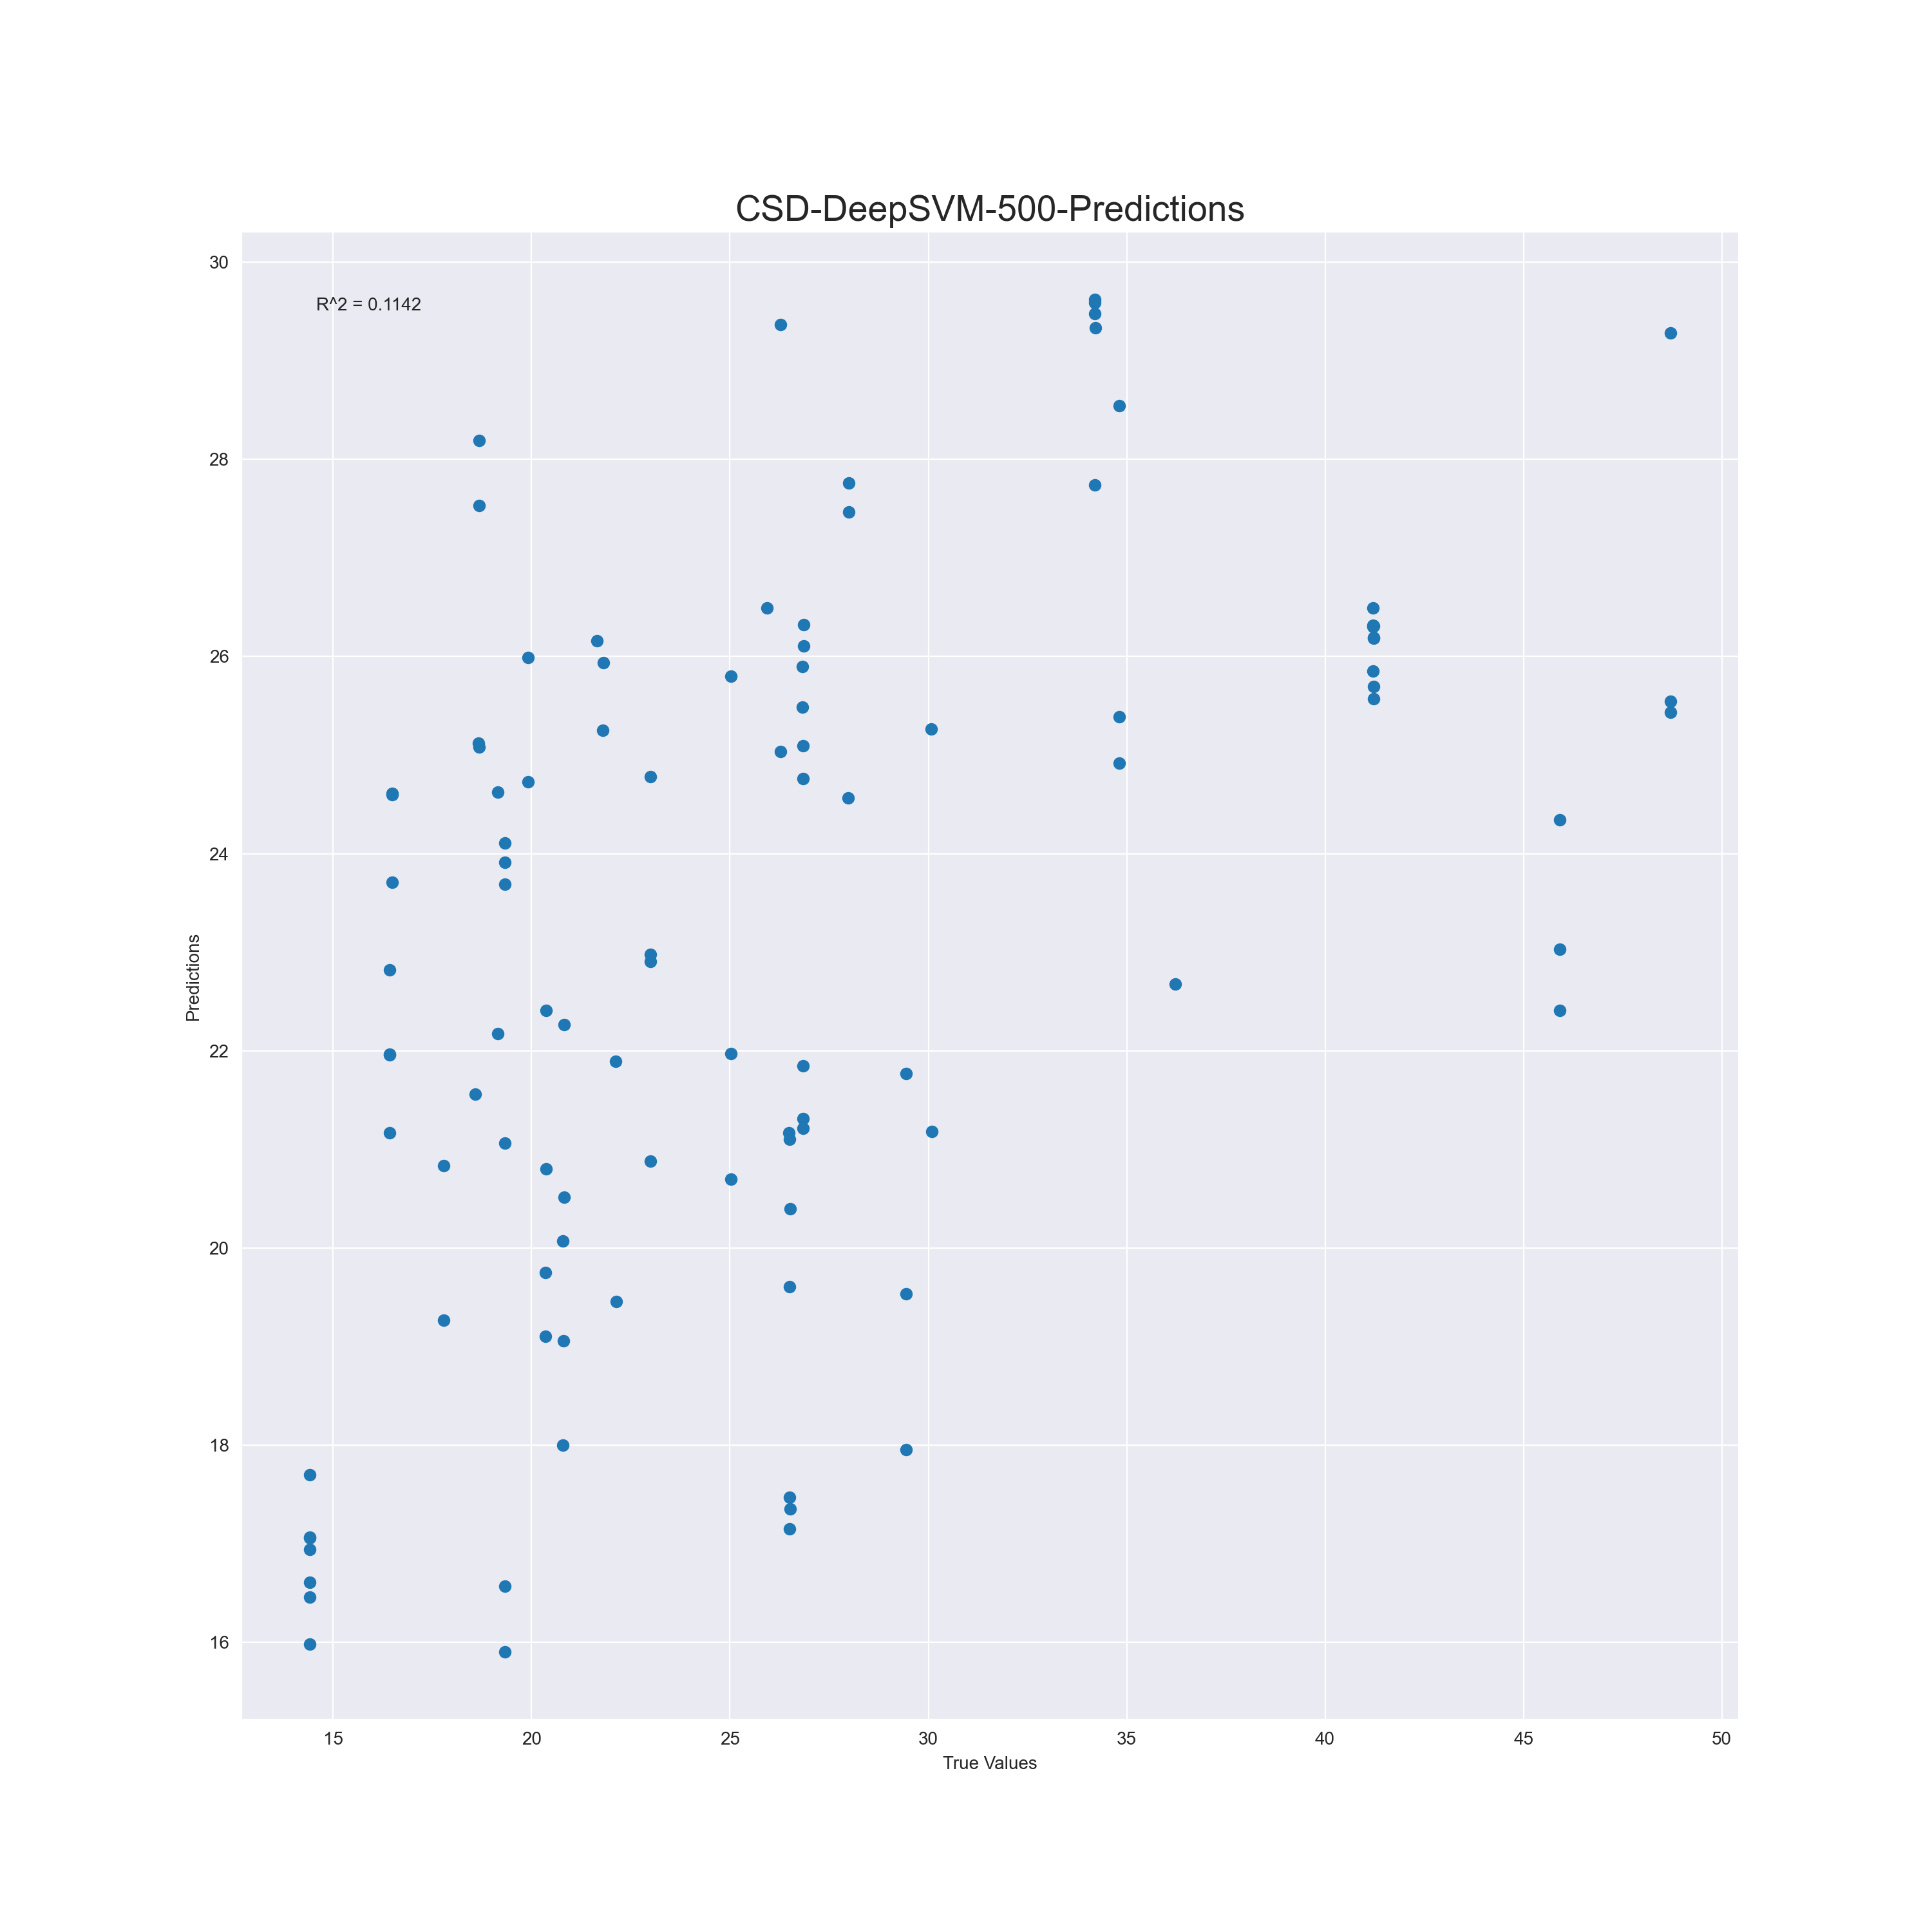 CSD-DeepSVM-500-Predictions
R^2 = 0.1142
30
28
26
24
22
20
18
16
Predictions
15 20 25 30 35 40 45 50
True Values